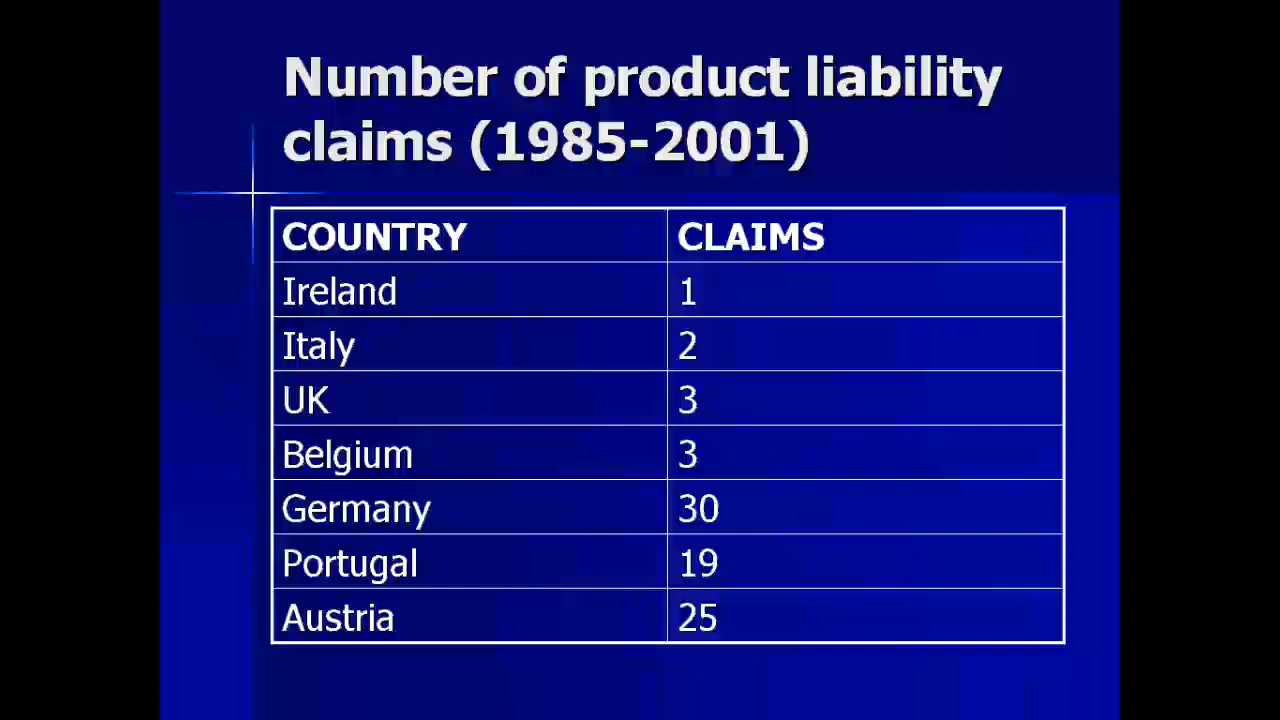 Number of product liability
claims (1985-2001)
COUNTRY CLAIMS
Ireland 1
Italy 2
UK 3
Belgium 3
Germany 30
Portugal 19
Austria 25